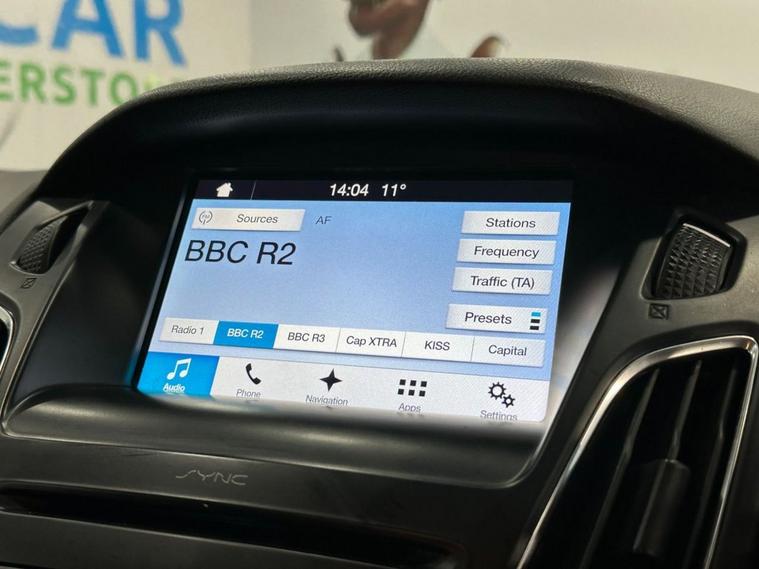 CAR
ERSTO
14:04 11°
FM Sources AF Stations
BBC R2
Frequency
Traffic (TA)
Presets
Radio 1 BBC R2 BBC R3 Cap XTRA KISS Capital
Audio Phone Navigation Apps Settings
SYNC